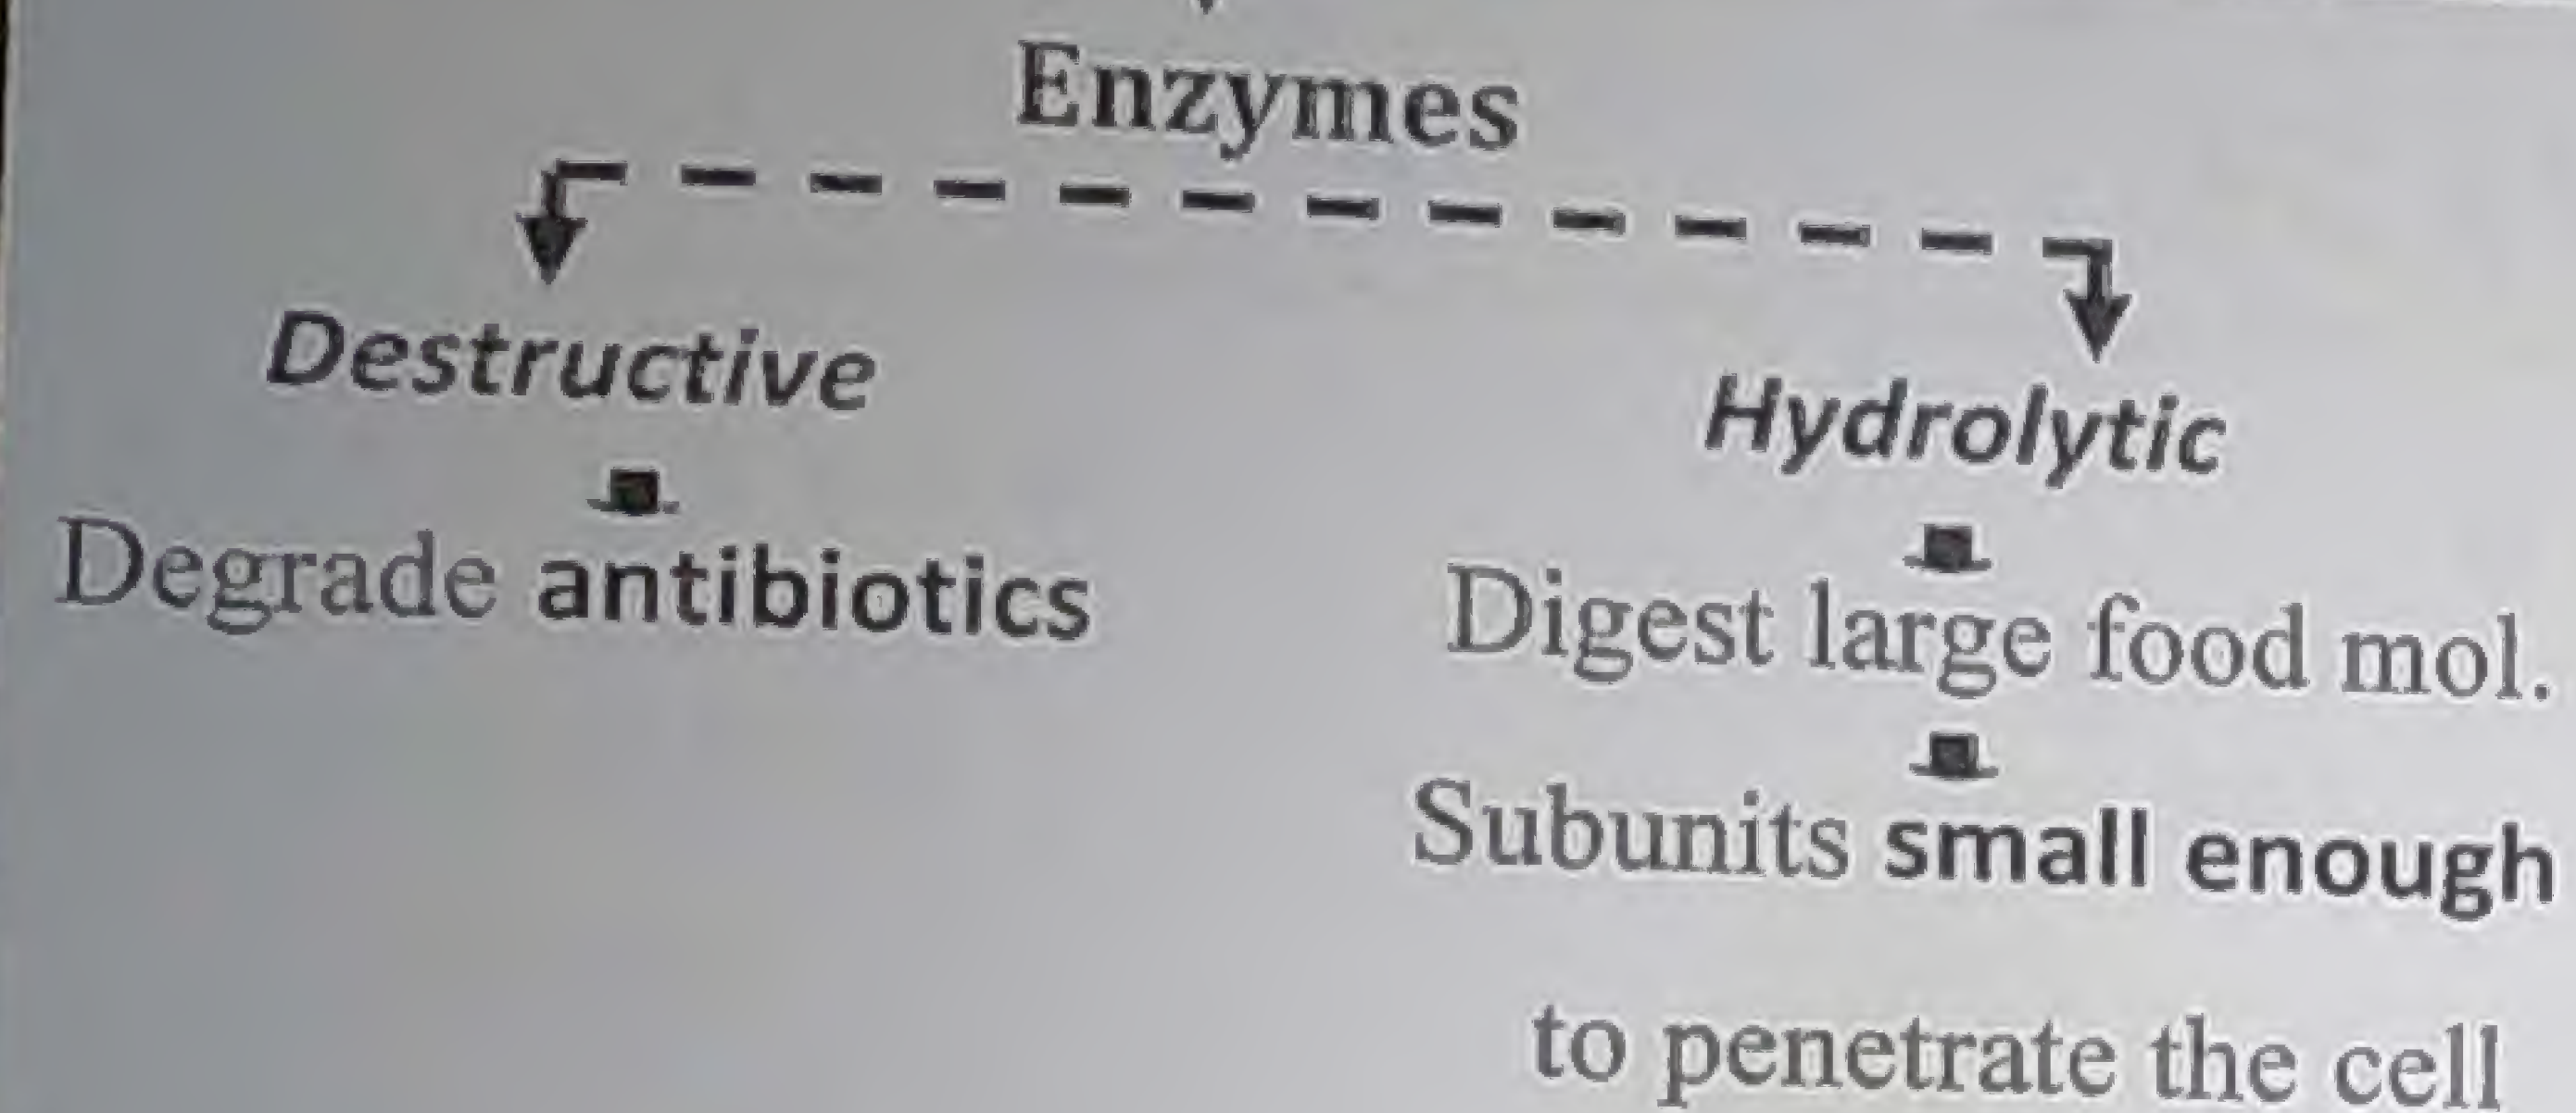 Enzymes
Destructive
Hydrolytic
Degrade antibiotics
Digest large food mol.
Subunits small enough
to penetrate the cell